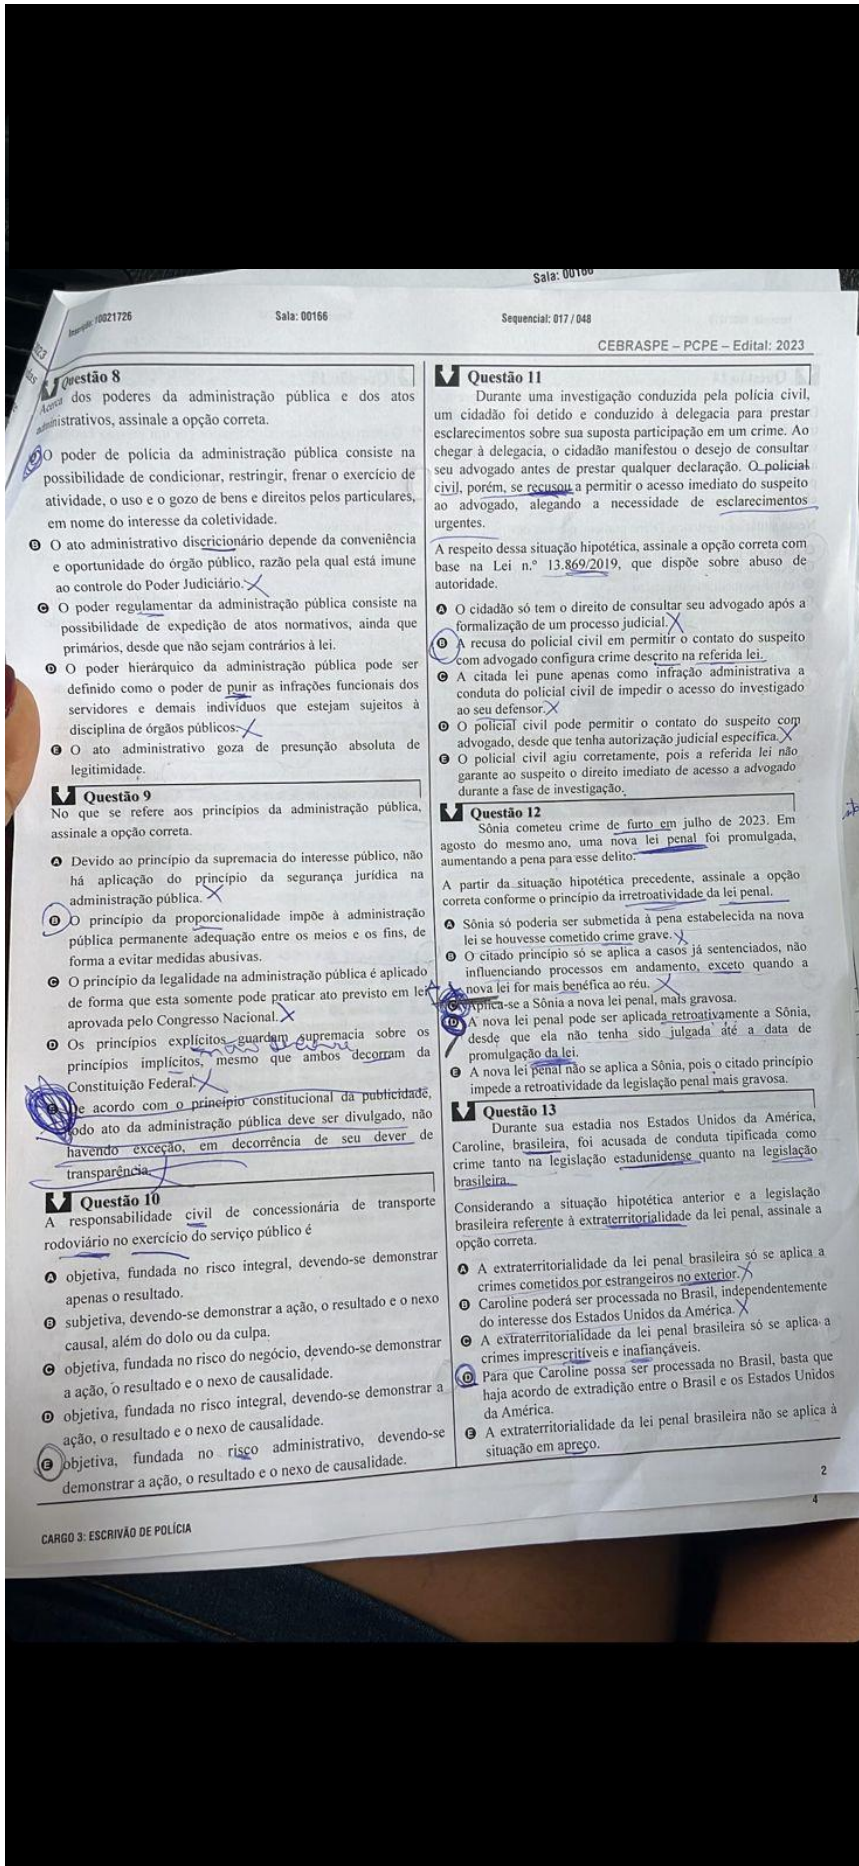 Sala: 00166
Inscrição: 10021726
Sala: 00166
Sequencial: 017 / 048
CEBRASPE – PCPE – Edital: 2023
Questão 8
Acerca dos poderes da administração pública e dos atos
administrativos, assinale a opção correta.
O poder de polícia da administração pública consiste na
possibilidade de condicionar, restringir, frenar o exercício de
atividade, o uso e o gozo de bens e direitos pelos particulares,
em nome do interesse da coletividade.
B O ato administrativo discricionário depende da conveniência
e oportunidade do órgão público, razão pela qual está imune
ao controle do Poder Judiciário.
C O poder regulamentar da administração pública consiste na
possibilidade de expedição de atos normativos, ainda que
primários, desde que não sejam contrários à lei.
D O poder hierárquico da administração pública pode ser
definido como o poder de punir as infrações funcionais dos
servidores e demais indivíduos que estejam sujeitos à
disciplina de órgãos públicos.
E O ato administrativo goza de presunção absoluta de
legitimidade.
Questão 9
No que se refere aos princípios da administração pública,
assinale a opção correta.
A Devido ao princípio da supremacia do interesse público, não
há aplicação do princípio da segurança jurídica na
administração pública.
B O princípio da proporcionalidade impõe à administração
pública permanente adequação entre os meios e os fins, de
forma a evitar medidas abusivas.
C O princípio da legalidade na administração pública é aplicado
de forma que esta somente pode praticar ato previsto em lei
aprovada pelo Congresso Nacional.
D Os princípios explícitos guardam supremacia sobre os
princípios implícitos, mesmo que ambos decorram da
Constituição Federal.
E De acordo com o princípio constitucional da publicidade,
todo ato da administração pública deve ser divulgado, não
havendo exceção, em decorrência de seu dever de
transparência.
Questão 10
A responsabilidade civil de concessionária de transporte
rodoviário no exercício do serviço público é
A objetiva, fundada no risco integral, devendo-se demonstrar
apenas o resultado.
B subjetiva, devendo-se demonstrar a ação, o resultado e o nexo
causal, além do dolo ou da culpa.
C objetiva, fundada no risco do negócio, devendo-se demonstrar
a ação, o resultado e o nexo de causalidade.
D objetiva, fundada no risco integral, devendo-se demonstrar a
ação, o resultado e o nexo de causalidade.
E objetiva, fundada no risco administrativo, devendo-se
demonstrar a ação, o resultado e o nexo de causalidade.
CARGO 3: ESCRIVÃO DE POLÍCIA
Questão 11
Durante uma investigação conduzida pela polícia civil,
um cidadão foi detido e conduzido à delegacia para prestar
esclarecimentos sobre sua suposta participação em um crime. Ao
chegar à delegacia, o cidadão manifestou o desejo de consultar
seu advogado antes de prestar qualquer declaração. O policial
civil, porém, se recusou a permitir o acesso imediato do suspeito
ao advogado, alegando a necessidade de esclarecimentos
urgentes.
A respeito dessa situação hipotética, assinale a opção correta com
base na Lei n.º 13.869/2019, que dispõe sobre abuso de
autoridade.
A O cidadão só tem o direito de consultar seu advogado após a
formalização de um processo judicial.
B A recusa do policial civil em permitir o contato do suspeito
com advogado configura crime descrito na referida lei.
C A citada lei pune apenas como infração administrativa a
conduta do policial civil de impedir o acesso do investigado
ao seu defensor.
D O policial civil pode permitir o contato do suspeito com
advogado, desde que tenha autorização judicial específica.
E O policial civil agiu corretamente, pois a referida lei não
garante ao suspeito o direito imediato de acesso a advogado
durante a fase de investigação.
Questão 12
Sônia cometeu crime de furto em julho de 2023. Em
agosto do mesmo ano, uma nova lei penal foi promulgada,
aumentando a pena para esse delito.
A partir da situação hipotética precedente, assinale a opção
correta conforme o princípio da irretroatividade da lei penal.
A Sônia só poderia ser submetida à pena estabelecida na nova
lei se houvesse cometido crime grave.
B O citado princípio só se aplica a casos já sentenciados, não
influenciando processos em andamento, exceto quando a
nova lei for mais benéfica ao réu.
C Aplica-se a Sônia a nova lei penal, mais gravosa.
D A nova lei penal pode ser aplicada retroativamente a Sônia,
desde que ela não tenha sido julgada até a data de
promulgação da lei.
E A nova lei penal não se aplica a Sônia, pois o citado princípio
impede a retroatividade da legislação penal mais gravosa.
Questão 13
Durante sua estadia nos Estados Unidos da América,
Caroline, brasileira, foi acusada de conduta tipificada como
crime tanto na legislação estadunidense quanto na legislação
brasileira.
Considerando a situação hipotética anterior e a legislação
brasileira referente à extraterritorialidade da lei penal, assinale a
opção correta.
A A extraterritorialidade da lei penal brasileira só se aplica a
crimes cometidos por estrangeiros no exterior.
B Caroline poderá ser processada no Brasil, independentemente
do interesse dos Estados Unidos da América.
C A extraterritorialidade da lei penal brasileira só se aplica a
crimes imprescritíveis e inafiançáveis.
D Para que Caroline possa ser processada no Brasil, basta que
haja acordo de extradição entre o Brasil e os Estados Unidos
da América.
E A extraterritorialidade da lei penal brasileira não se aplica à
situação em apreço.
2
4